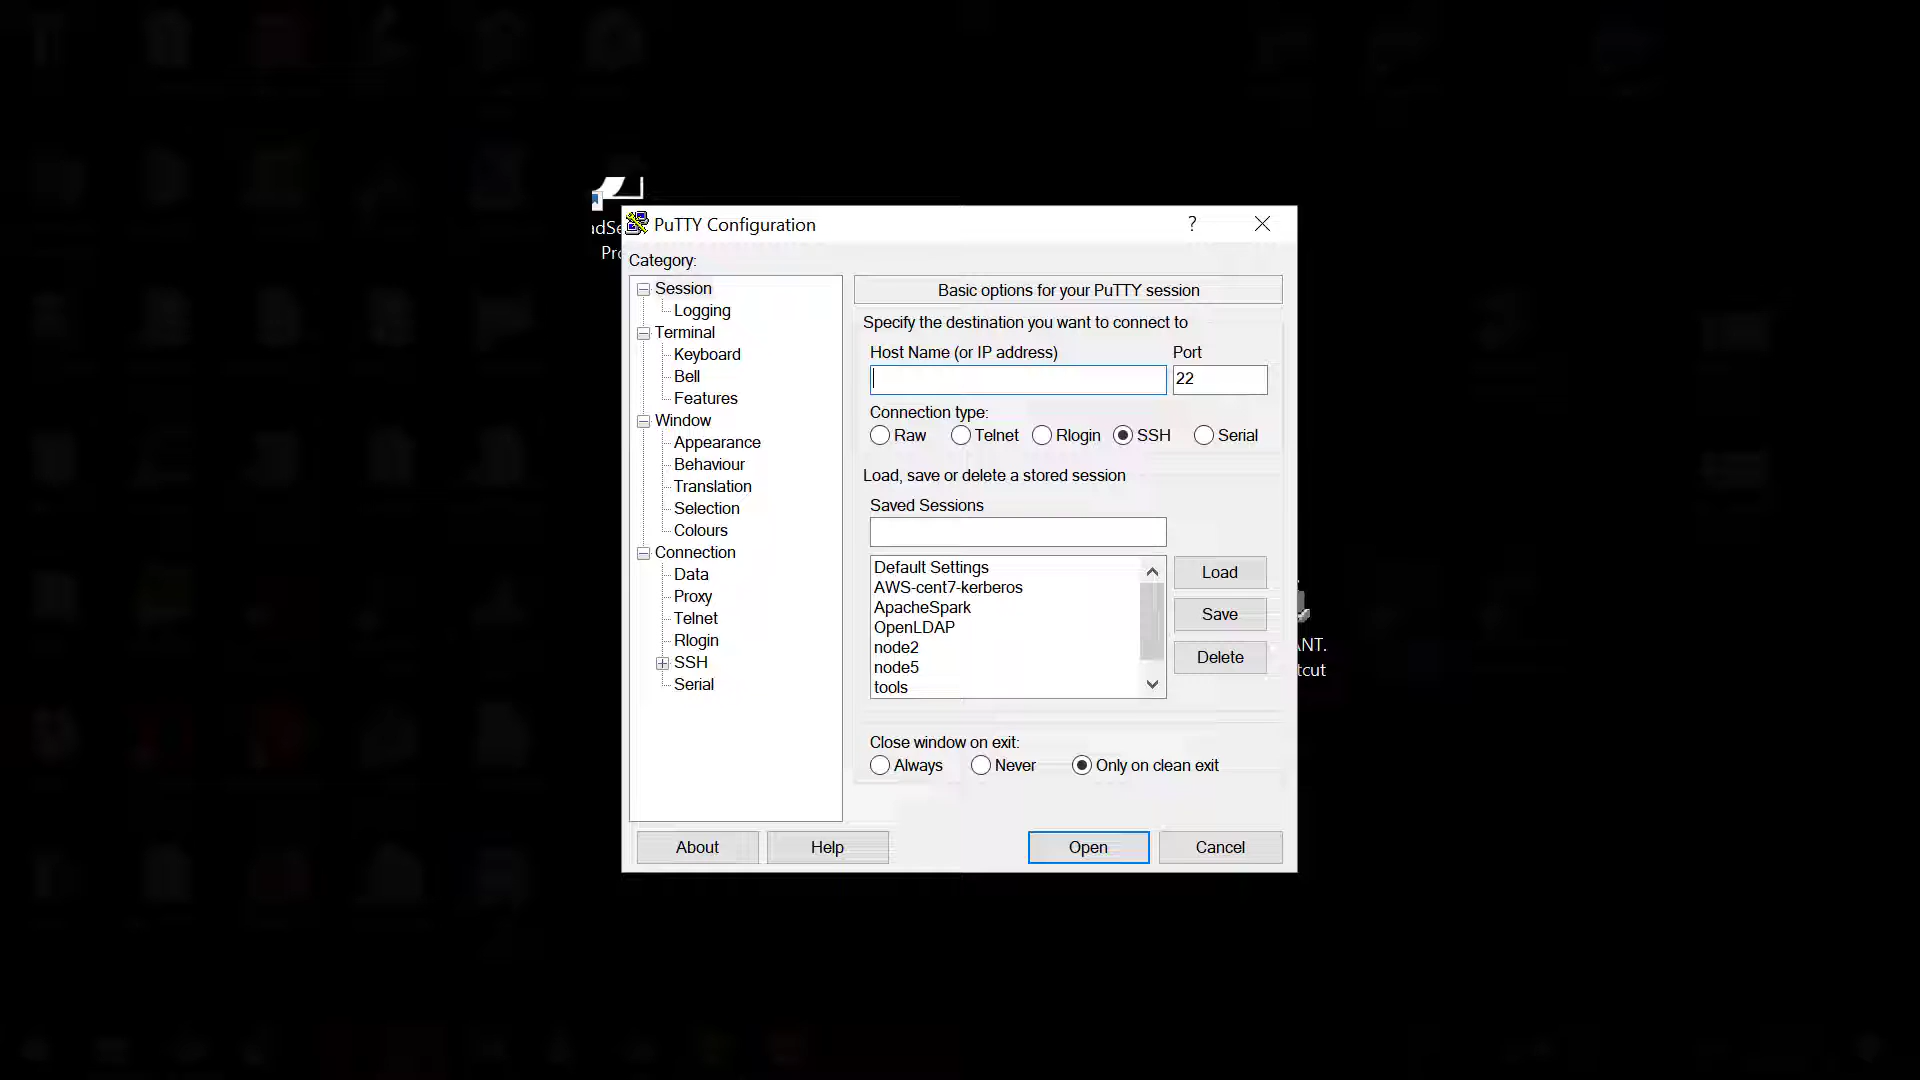 adSe
Pro
PuTTY Configuration
?
Category:
Session
Logging
Terminal
Keyboard
Bell
Features
Window
Appearance
Behaviour
Translation
Selection
Colours
Connection
Data
Proxy
Telnet
Rlogin
SSH
Serial
Basic options for your PuTTY session
Specify the destination you want to connect to
Host Name (or IP address) Port
22
Connection type:
Raw Telnet Rlogin SSH Serial
Load, save or delete a stored session
Saved Sessions
Default Settings
AWS-cent7-kerberos
ApacheSpark
OpenLDAP
node2
node5
tools
Load
Save
Delete
Close window on exit:
Always Never Only on clean exit
About Help Open Cancel
ANT.
tcut